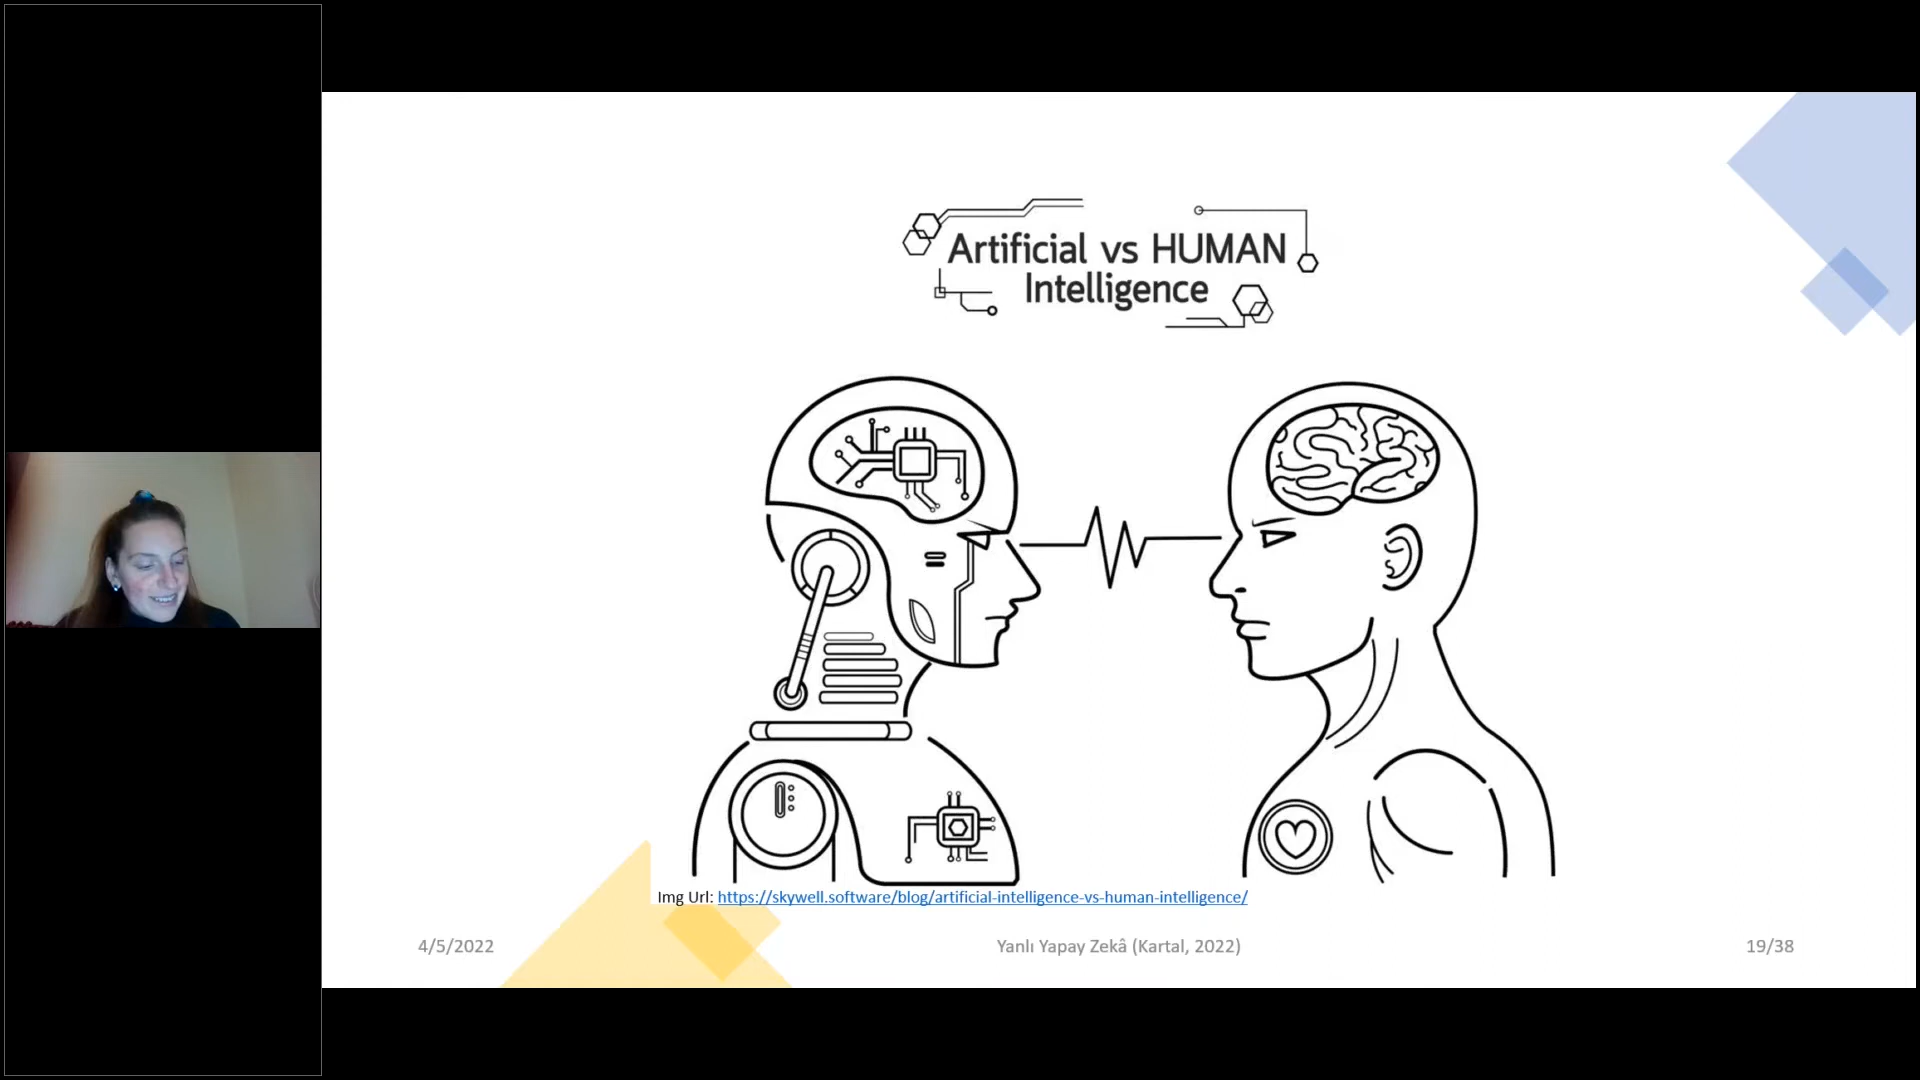 Artificial vs HUMAN
Intelligence
Img Url: https://skywell.software/blog/artificial-intelligence-vs-human-intelligence/
4/5/2022
Yanlı Yapay Zekâ (Kartal, 2022)
19/38